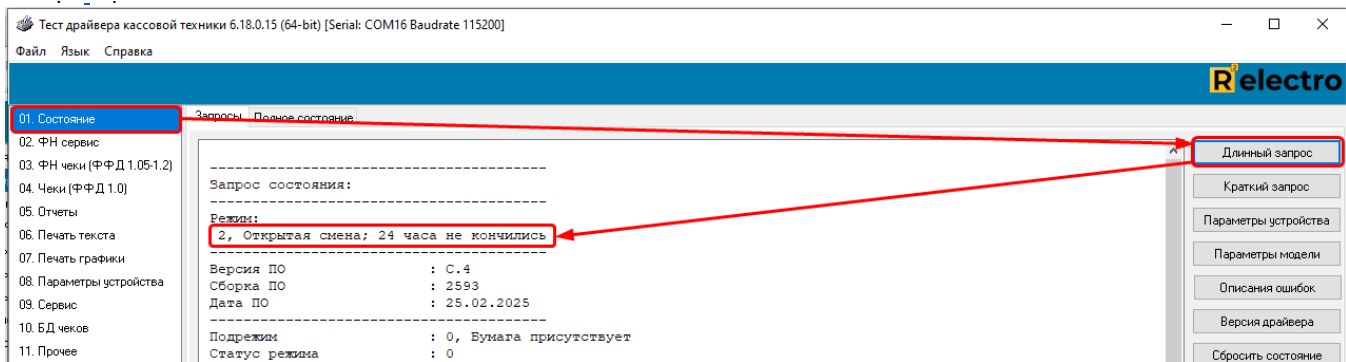 Тест драйвера кассовой техники 6.18.0.15 (64-bit) [Serial: COM16 Baudrate 115200]
Файл Язык Справка
R2electro
01. Состояние
02. ФН сервис
03. ФН чеки (ФФД 1.05-1.2)
04. Чеки (ФФД 1.0)
05. Отчеты
06. Печать текста
07. Печать графики
08. Параметры устройства
09. Сервис
10. БД чеков
11. Прочее
Запросы Полное состояние
----------------------------------------
Запрос состояния:
----------------------------------------
Режим:
2, Открытая смена; 24 часа не кончились
----------------------------------------
Версия ПО : C.4
Сборка ПО : 2593
Дата ПО : 25.02.2025
----------------------------------------
Подрежим : 0, Бумага присутствует
Статус режима : 0
Длинный запрос
Краткий запрос
Параметры устройства
Параметры модели
Описания ошибок
Версия драйвера
Сбросить состояние